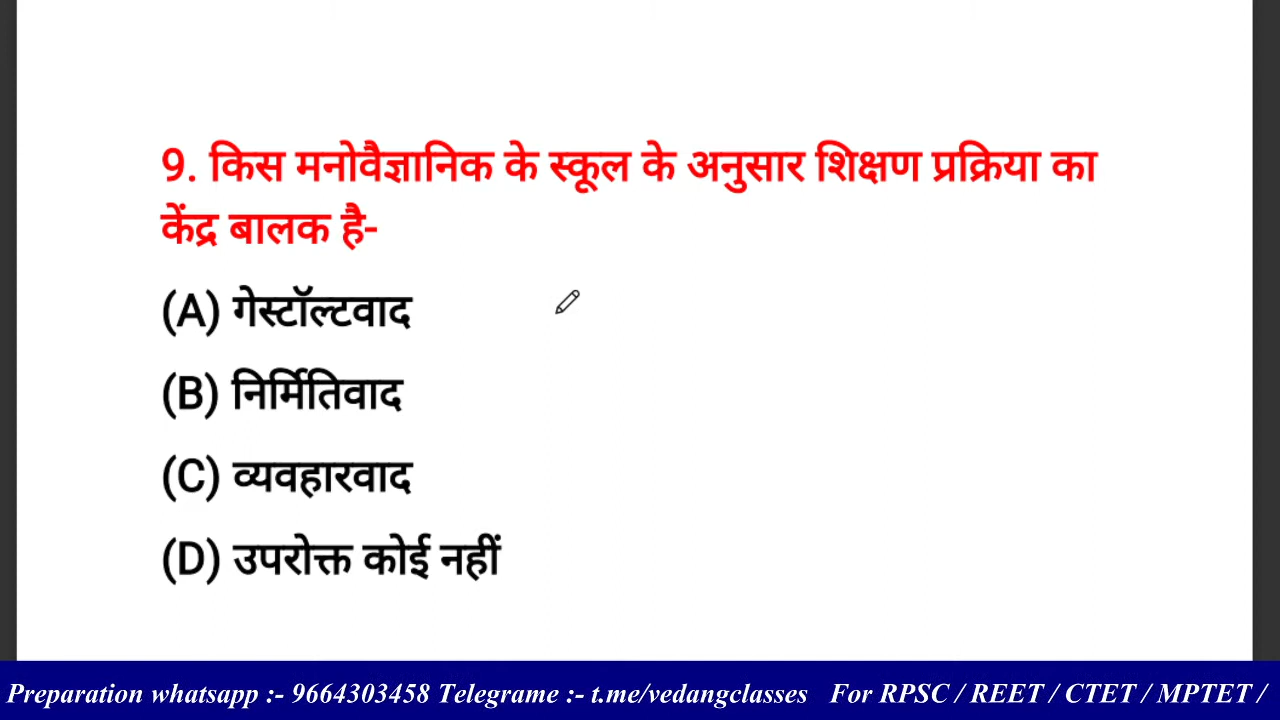 9. किस मनोवैज्ञानिक के स्कूल के अनुसार शिक्षण प्रक्रिया का
केंद्र बालक है-
(A) गेस्टॉल्टवाद
(B) निर्मितिवाद
(C) व्यवहारवाद
(D) उपरोक्त कोई नहीं
Preparation whatsapp :- 9664303458 Telegrame :- t.me/vedangclasses For RPSC / REET / CTET / MPTET /